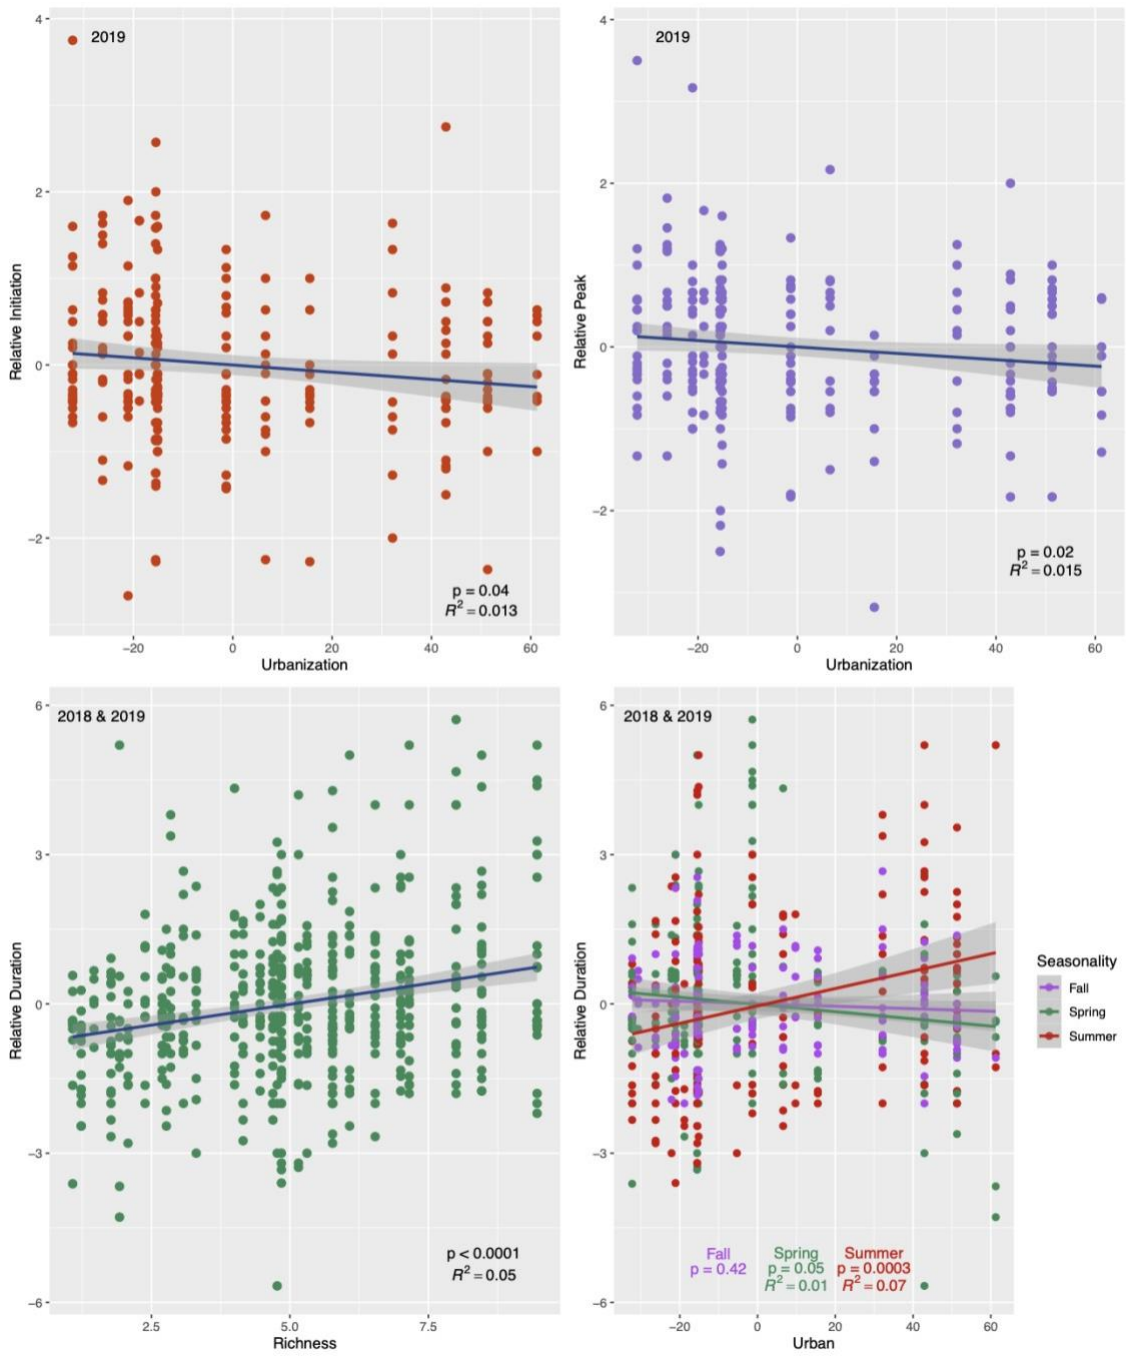 2019
4
2
0
−2
Relative Initiation
p = 0.04
R² = 0.013
−20 0 20 40 60
Urbanization
2019
4
2
0
−2
Relative Peak
p = 0.02
R² = 0.015
−20 0 20 40 60
Urbanization
2018 & 2019
6
3
0
−3
−6
Relative Duration
p < 0.0001
R² = 0.05
2.5 5.0 7.5
Richness
2018 & 2019
6
3
0
−3
−6
Relative Duration
Fall Spring Summer
p = 0.42 p = 0.05 p = 0.0003
R² = 0.01 R² = 0.07
−20 0 20 40 60
Urban
Seasonality
Fall
Spring
Summer